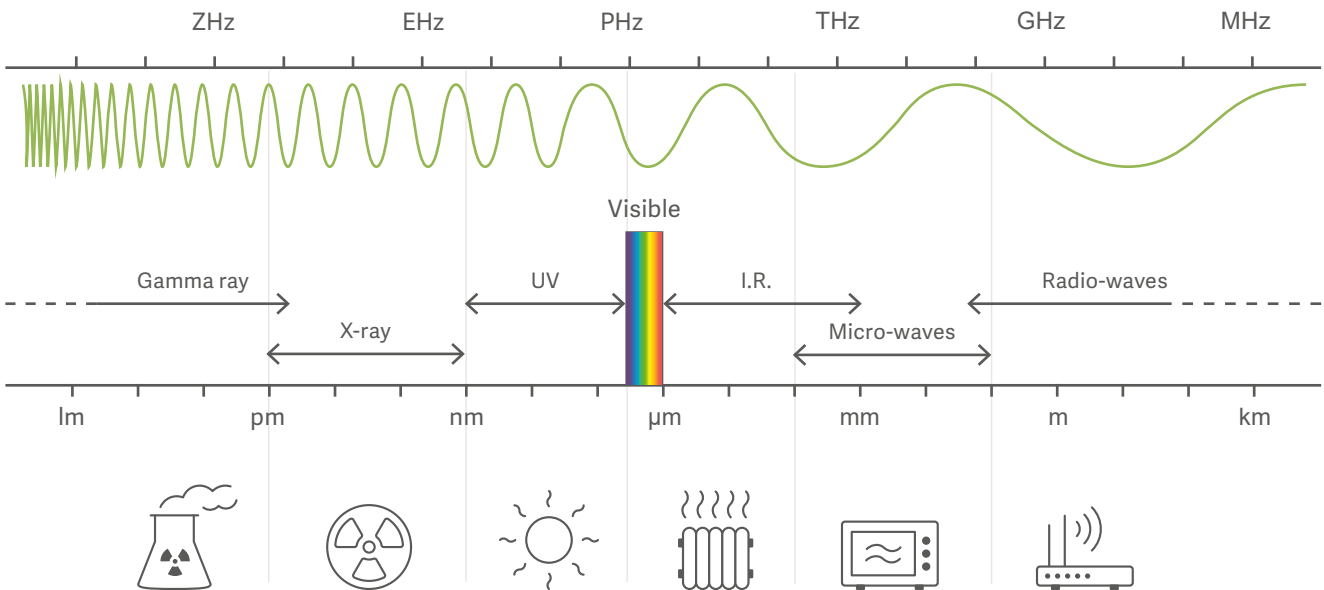 ZHz EHz PHz THz GHz MHz
Visible
Gamma ray UV I.R. Radio-waves
X-ray Micro-waves
lm pm nm µm mm m km